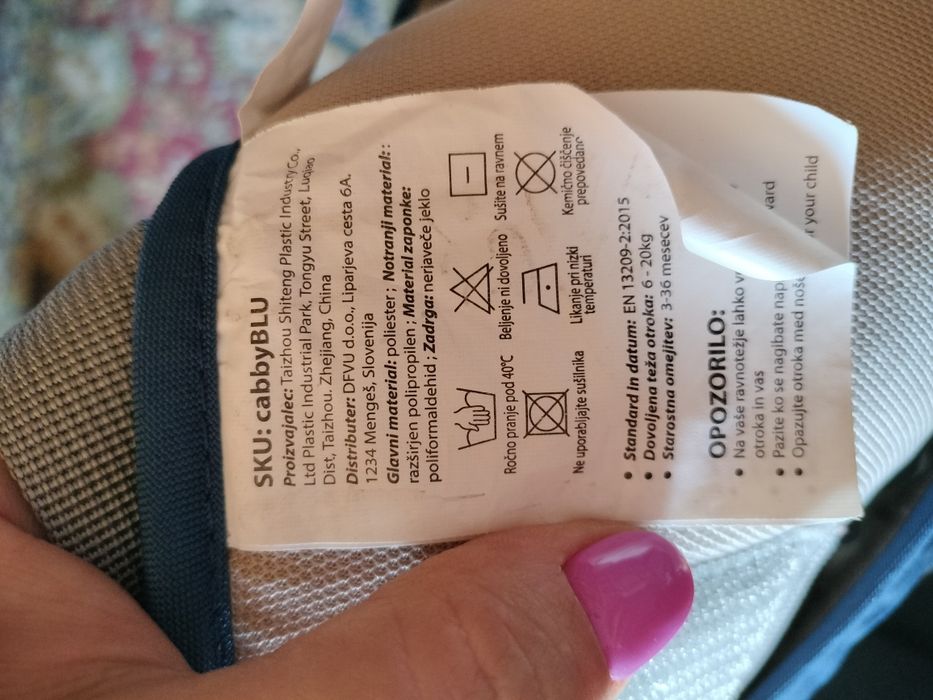 SKU: cabbyBLU
Proizvajalec: Taizhou Shiteng Plastic Industry Co.,
Ltd Plastic Industrial Park, Tongyu Street, Luqiao
Dist, Taizhou. Zhejiang, China
Distributer: DFVU d.o.o., Liparjeva cesta 6A.
1234 Mengeš, Slovenija
Glavni material: poliester ; Notranji material: :
razširjen polipropilen ; Material zaponke:
poliformaldehid ; Zadrga: nerjaveče jeklo
Ročno pranje pod 40°C Beljenje ni dovoljeno Sušite na ravnem
Ne uporabljajte sušilnika Likanje pri nizki temperaturi Kemično čiščenje prepovedano
• Standard In datum: EN 13209-2:2015
• Dovoljena teža otroka: 6 - 20kg
• Starostna omejitev: 3-36 mesecev
OPOZORILO:
• Na vaše ravnotežje lahko
otroka in vas
• Pazite ko se nagibate
• Opazujte otroka med
vard
your child